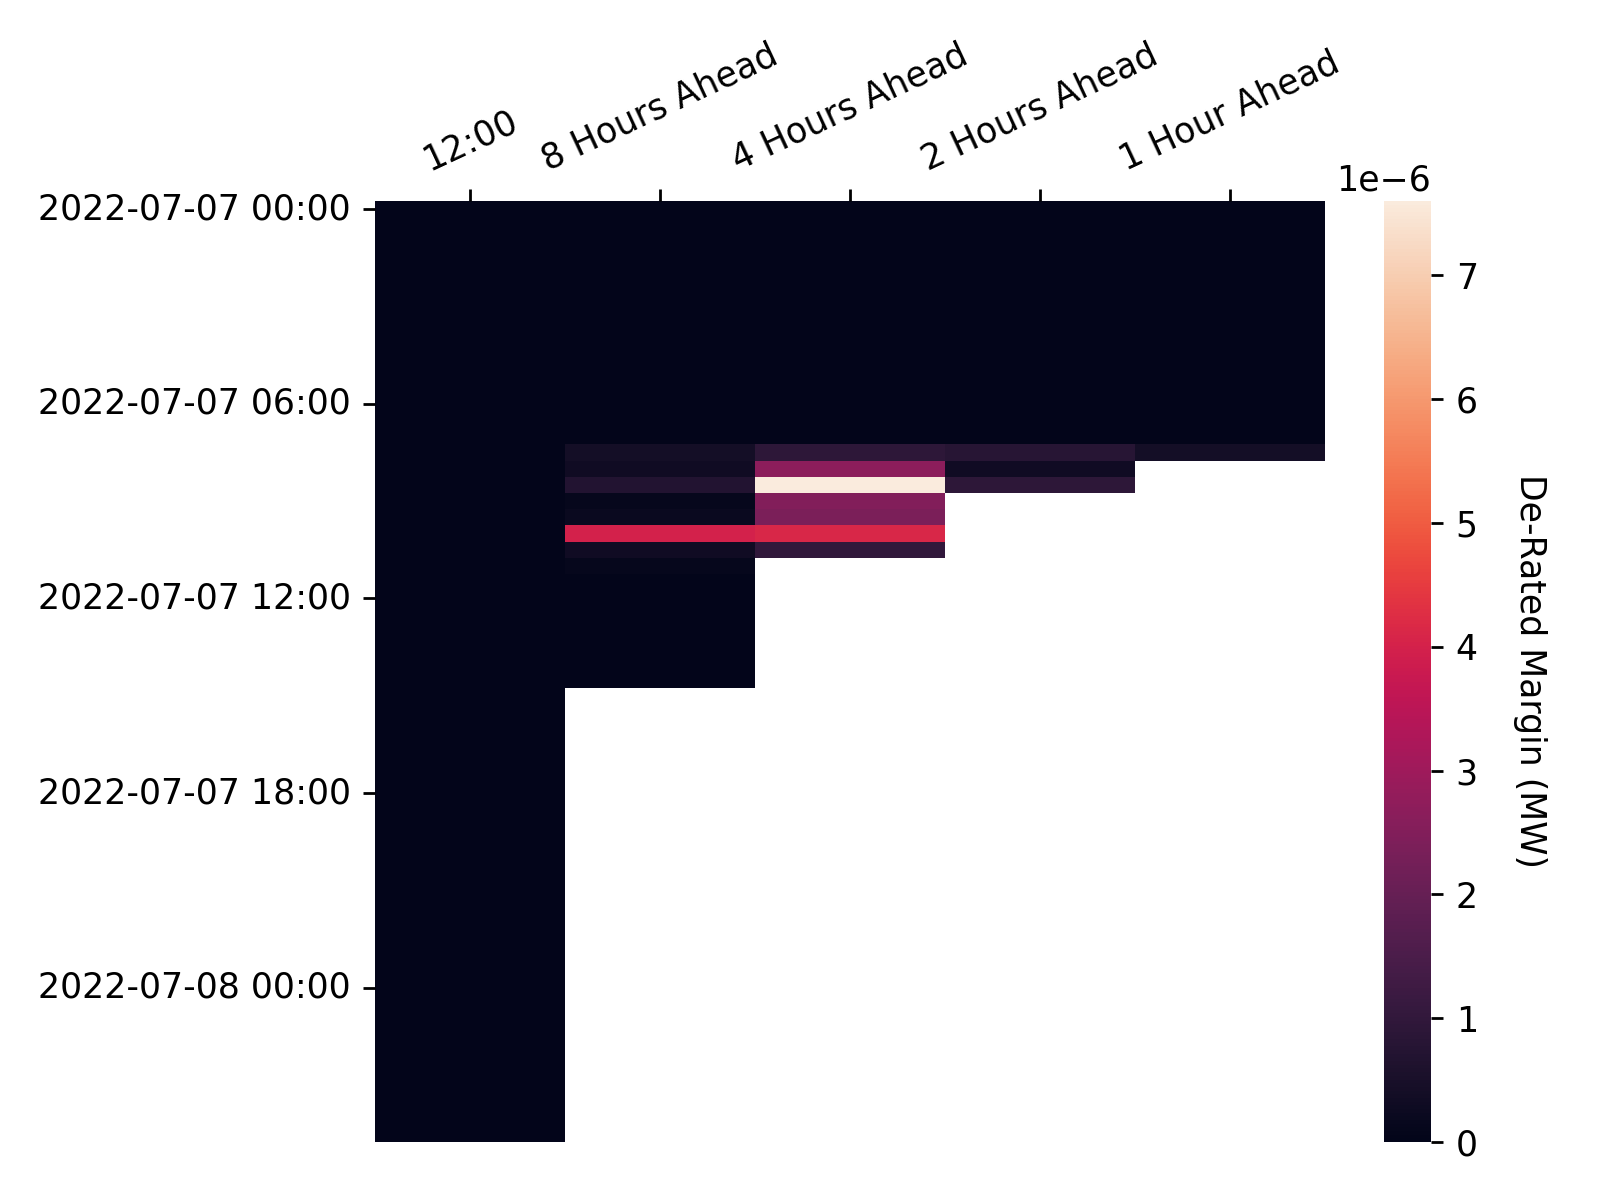 12:00
8 Hours Ahead
4 Hours Ahead
2 Hours Ahead
1 Hour Ahead
2022-07-07 00:00
2022-07-07 06:00
2022-07-07 12:00
2022-07-07 18:00
2022-07-08 00:00
1e−6
7
6
5
4
3
2
1
0
De-Rated Margin (MW)